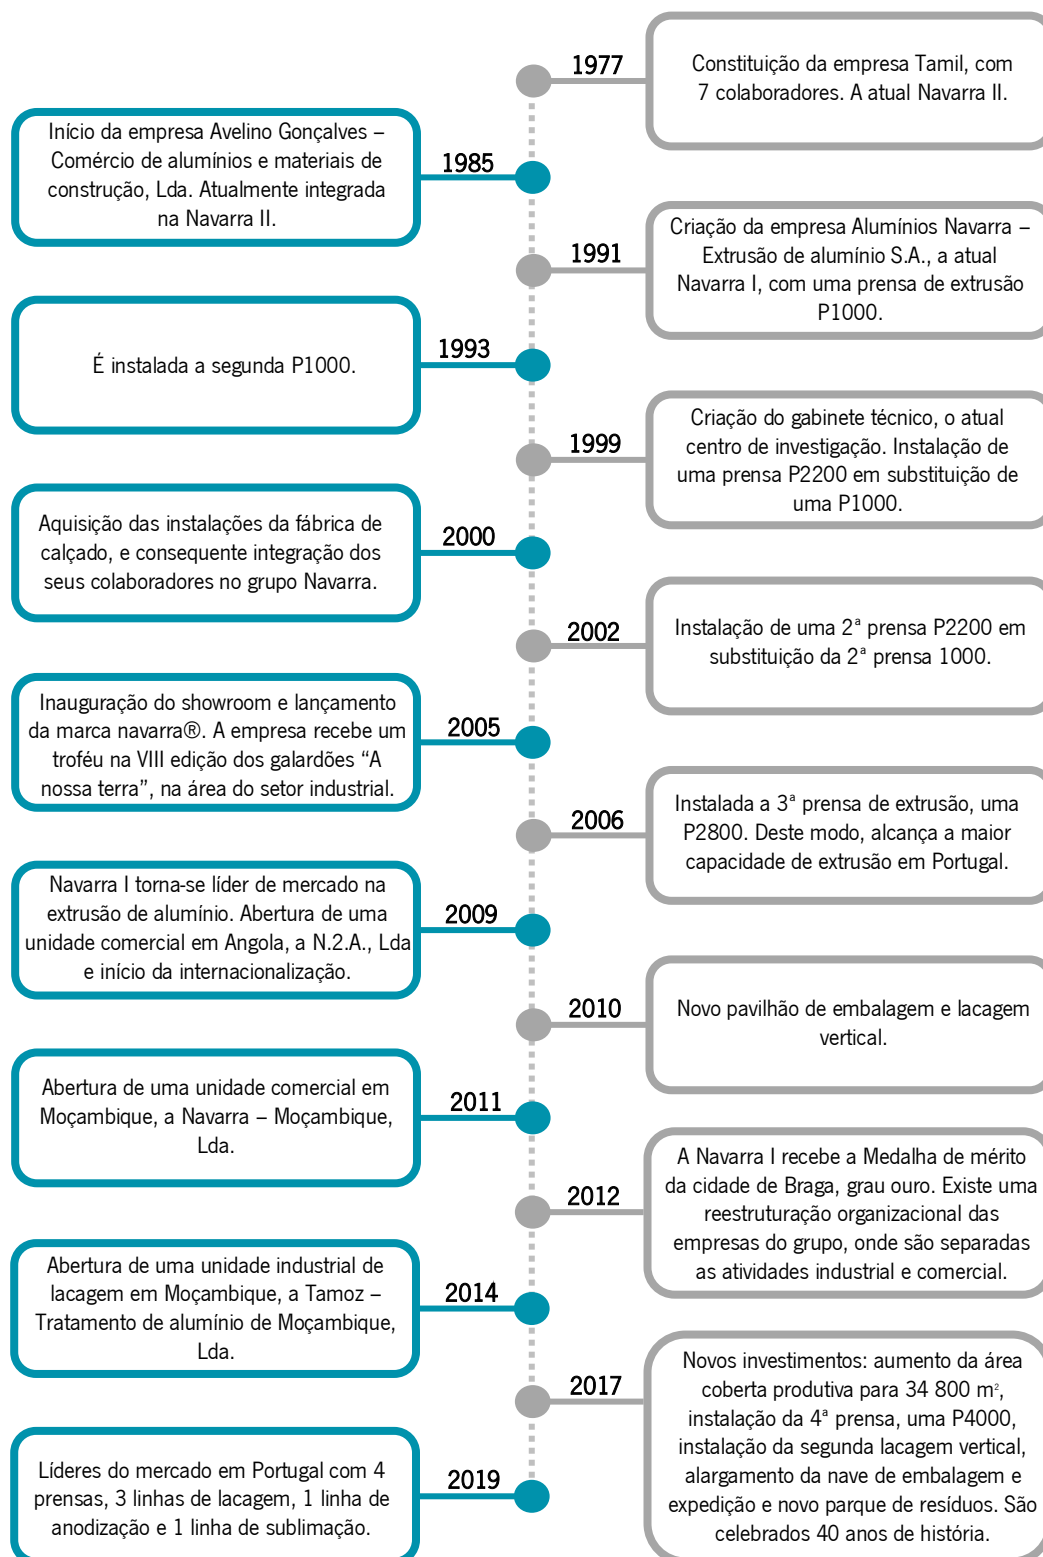 1977
Constituição da empresa Tamil, com
7 colaboradores. A atual Navarra II.
Início da empresa Avelino Gonçalves –
Comércio de alumínios e materiais de
construção, Lda. Atualmente integrada
na Navarra II.
1985
1991
Criação da empresa Alumínios Navarra –
Extrusão de alumínio S.A., a atual
Navarra I, com uma prensa de extrusão
P1000.
É instalada a segunda P1000.
1993
1999
Criação do gabinete técnico, o atual
centro de investigação. Instalação de
uma prensa P2200 em substituição de
uma P1000.
Aquisição das instalações da fábrica de
calçado, e consequente integração dos
seus colaboradores no grupo Navarra.
2000
2002
Instalação de uma 2ª prensa P2200 em
substituição da 2ª prensa 1000.
Inauguração do showroom e lançamento
da marca navarra®. A empresa recebe um
troféu na VIII edição dos galardões “A
nossa terra”, na área do setor industrial.
2005
2006
Instalada a 3ª prensa de extrusão, uma
P2800. Deste modo, alcança a maior
capacidade de extrusão em Portugal.
Navarra I torna-se líder de mercado na
extrusão de alumínio. Abertura de uma
unidade comercial em Angola, a N.2.A., Lda
e início da internacionalização.
2009
2010
Novo pavilhão de embalagem e lacagem
vertical.
Abertura de uma unidade comercial em
Moçambique, a Navarra – Moçambique,
Lda.
2011
2012
A Navarra I recebe a Medalha de mérito
da cidade de Braga, grau ouro. Existe uma
reestruturação organizacional das
empresas do grupo, onde são separadas
as atividades industrial e comercial.
Abertura de uma unidade industrial de
lacagem em Moçambique, a Tamoz –
Tratamento de alumínio de Moçambique,
Lda.
2014
2017
Novos investimentos: aumento da área
coberta produtiva para 34 800 m²,
instalação da 4ª prensa, uma P4000,
instalação da segunda lacagem vertical,
alargamento da nave de embalagem e
expedição e novo parque de resíduos. São
celebrados 40 anos de história.
Líderes do mercado em Portugal com 4
prensas, 3 linhas de lacagem, 1 linha de
anodização e 1 linha de sublimação.
2019